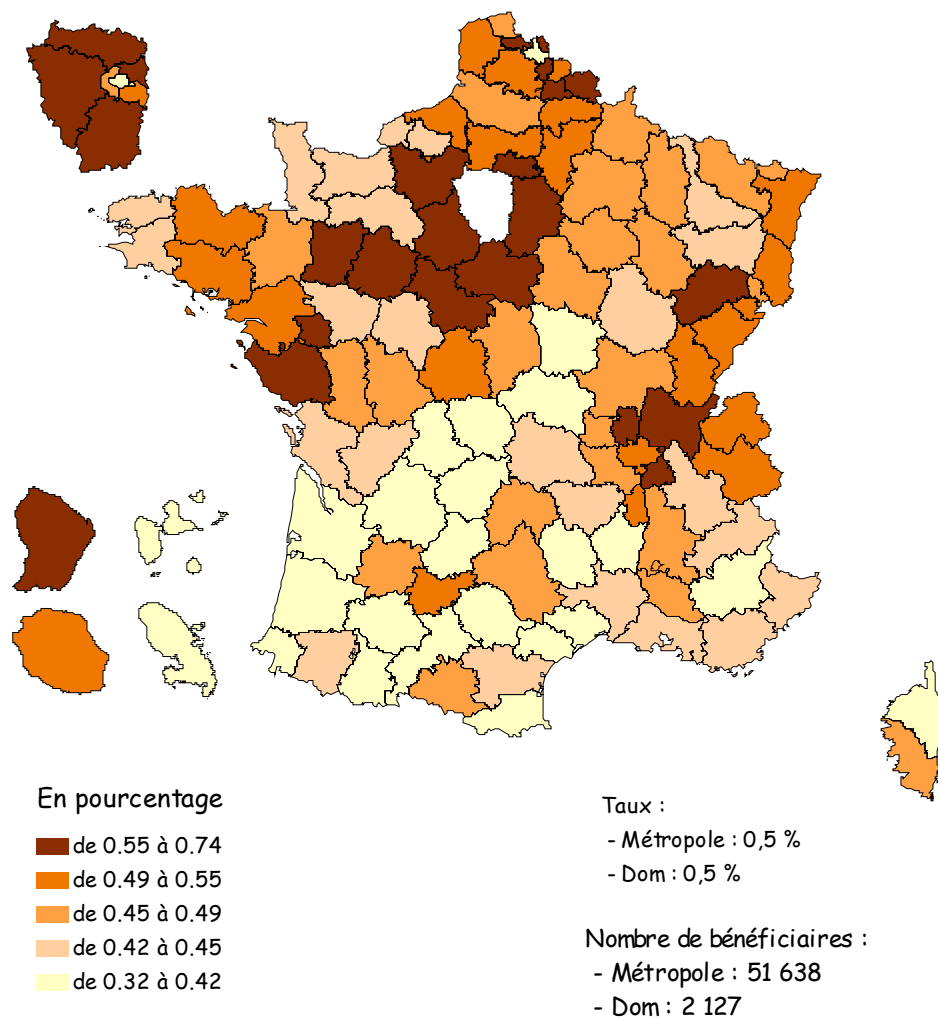 En pourcentage
de 0.55 à 0.74
de 0.49 à 0.55
de 0.45 à 0.49
de 0.42 à 0.45
de 0.32 à 0.42
Taux :
- Métropole : 0,5 %
- Dom : 0,5 %
Nombre de bénéficiaires :
- Métropole : 51 638
- Dom : 2 127